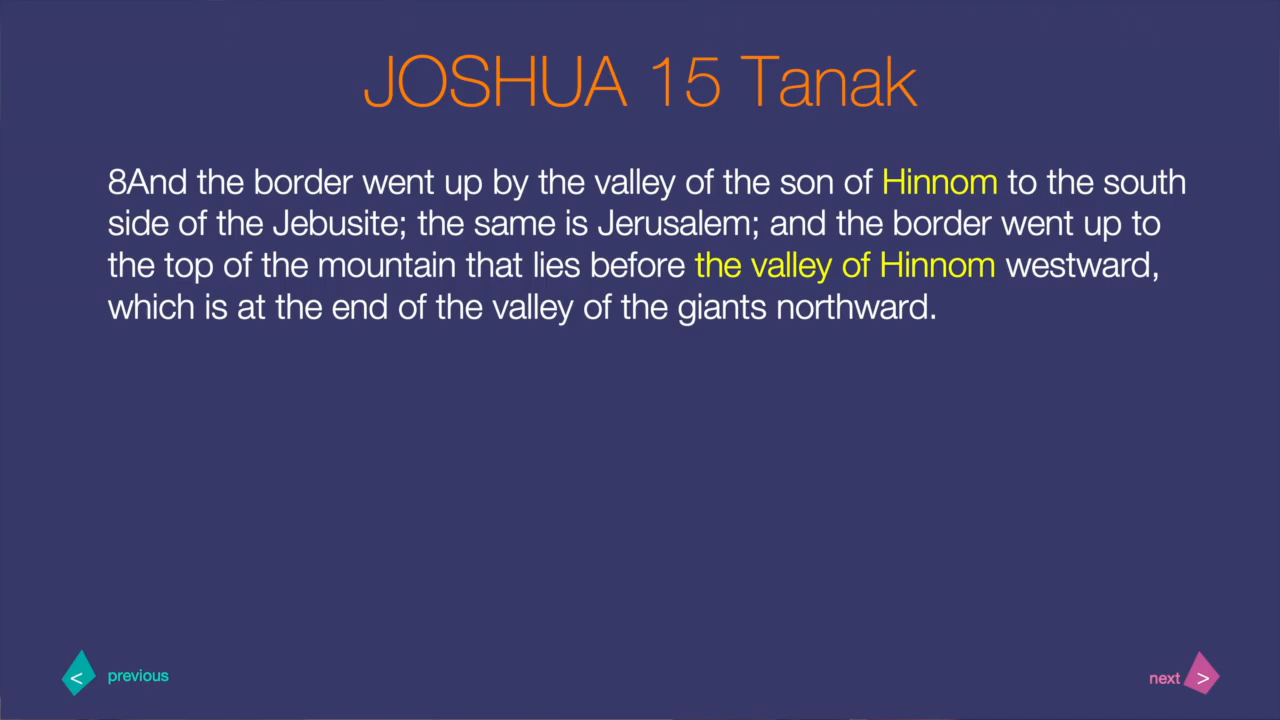 JOSHUA 15 Tanak
8And the border went up by the valley of the son of Hinnom to the south
side of the Jebusite; the same is Jerusalem; and the border went up to
the top of the mountain that lies before the valley of Hinnom westward,
which is at the end of the valley of the giants northward.
< previous
next >